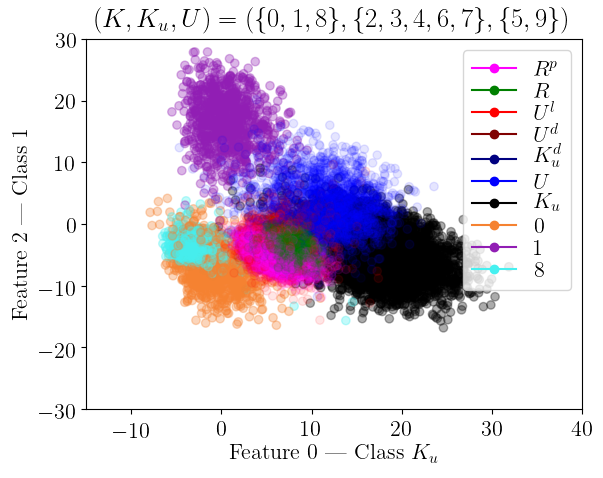 (K, K_u, U) = ({0, 1, 8}, {2, 3, 4, 6, 7}, {5, 9})
30
20
10
0
−10
−20
−30
Feature 2 — Class 1
R^p
R
U^l
U^d
K_u^d
U
K_u
0
1
8
−10
0
10
20
30
40
Feature 0 — Class K_u